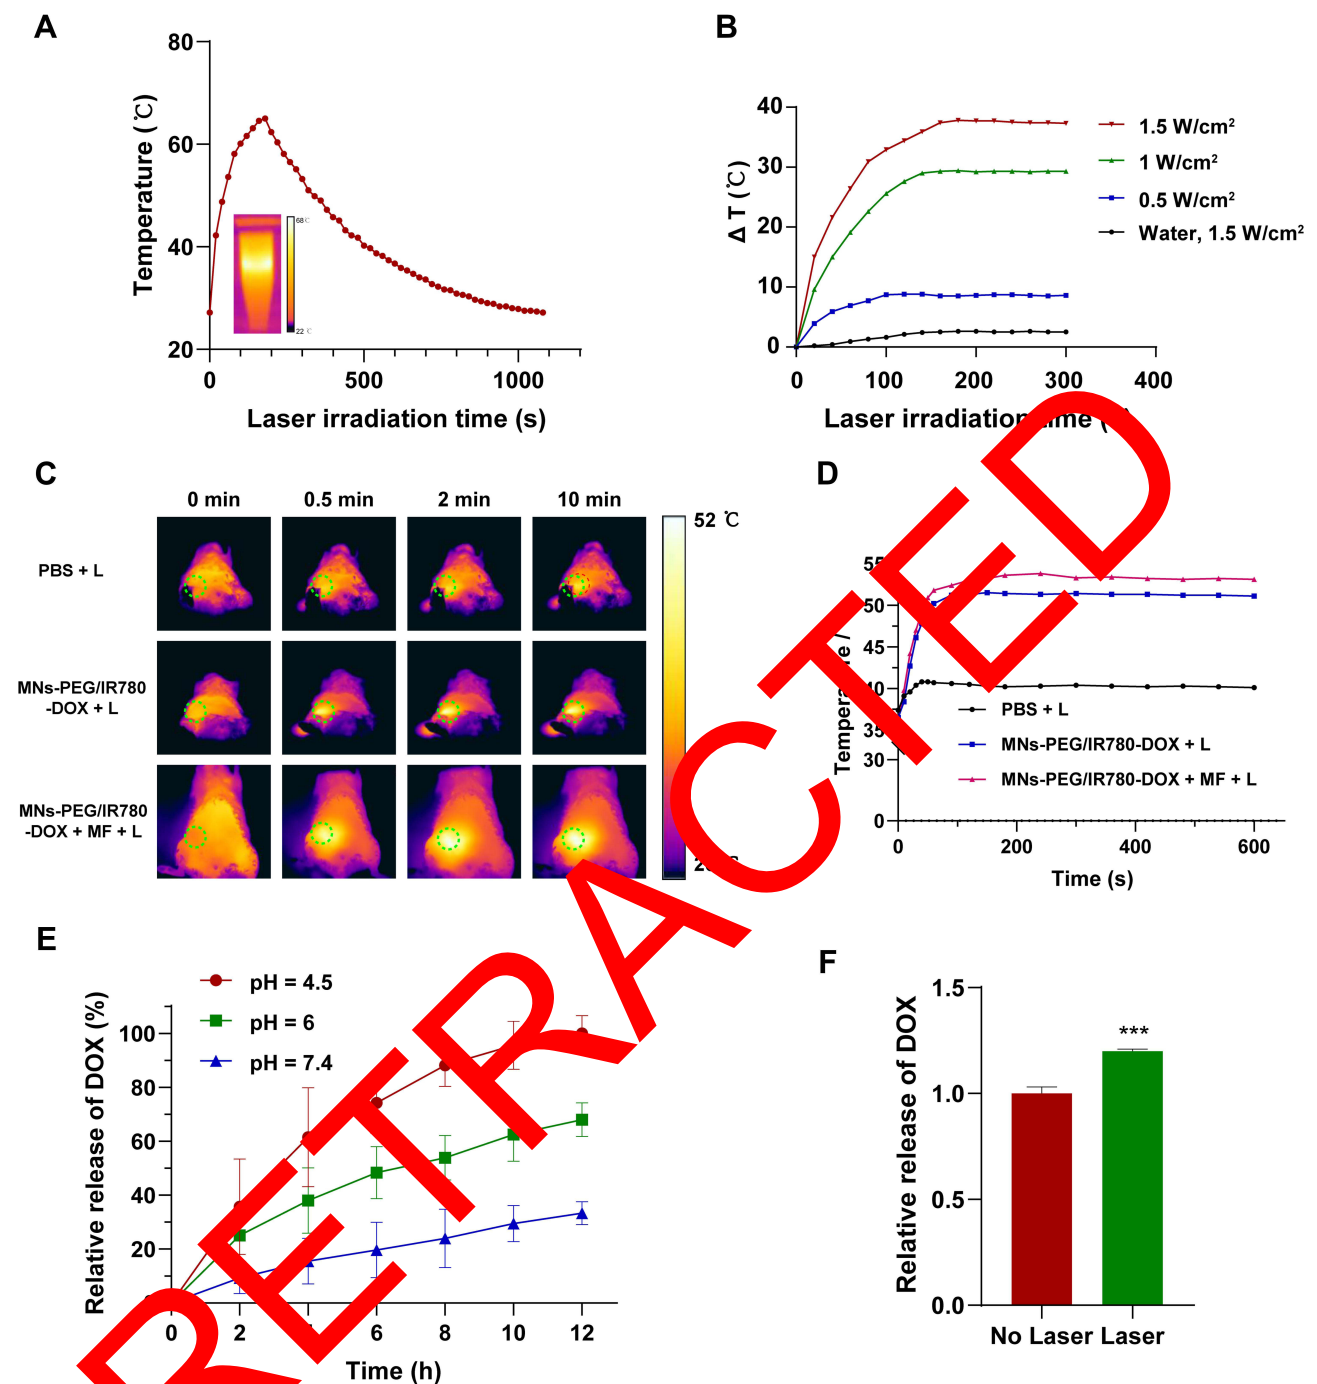 A
80
60
40
20
Temperature (℃)
68 ℃
22 ℃
0
500
1000
Laser irradiation time (s)
B
40
30
20
10
0
Δ T (℃)
0
100
200
300
400
1.5 W/cm²
1 W/cm²
0.5 W/cm²
Water, 1.5 W/cm²
Laser irradiation time (
C
0 min
0.5 min
2 min
10 min
PBS + L
MNs-PEG/IR780
-DOX + L
MNs-PEG/IR780
-DOX + MF + L
52 ℃
D
55
50
45
40
35
30
0
Temperature /
PBS + L
MNs-PEG/IR780-DOX + L
MNs-PEG/IR780-DOX + MF + L
0
200
400
600
Time (s)
E
pH = 4.5
pH = 6
pH = 7.4
Relative release of DOX (%)
100
80
60
40
20
0
2
6
8
10
12
Time (h)
F
1.5
1.0
0.5
0.0
Relative release of DOX
***
No Laser Laser
RETRACTED